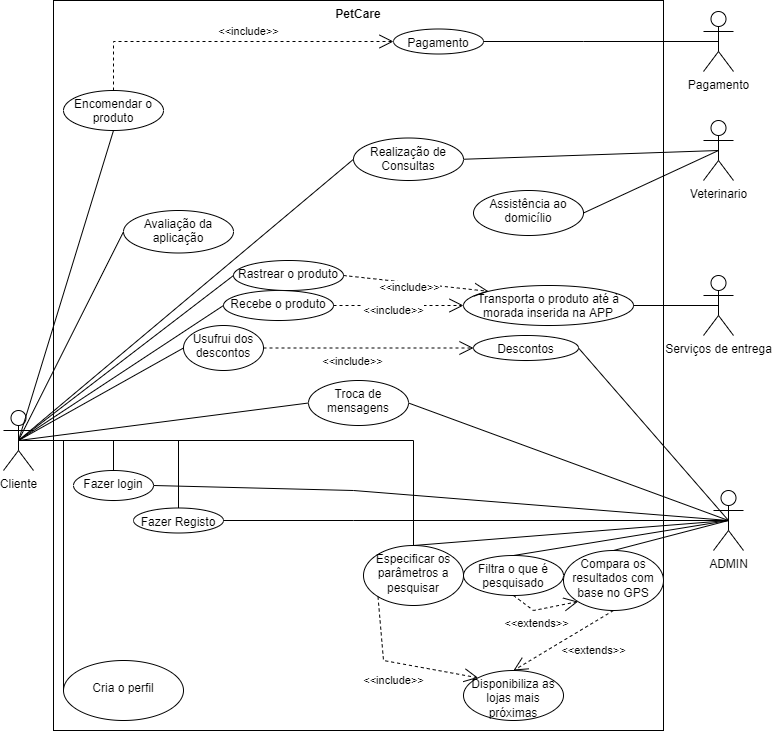 PetCare
<<include>>
Pagamento
Pagamento
Encomendar o
produto
Realização de
Consultas
Veterinario
Assistência ao
domicílio
Avaliação da
aplicação
Rastrear o produto
<<include>>
Recebe o produto
<<include>>
Transporta o produto até a
morada inserida na APP
Serviços de entrega
Usufrui dos
descontos
<<include>>
Descontos
Troca de
mensagens
Cliente
Fazer login
Fazer Registo
ADMIN
Especificar os
parâmetros a
pesquisar
Filtra o que é
pesquisado
Compara os
resultados com
base no GPS
<<extends>>
<<extends>>
<<include>>
Cria o perfil
Disponibiliza as
lojas mais
próximas